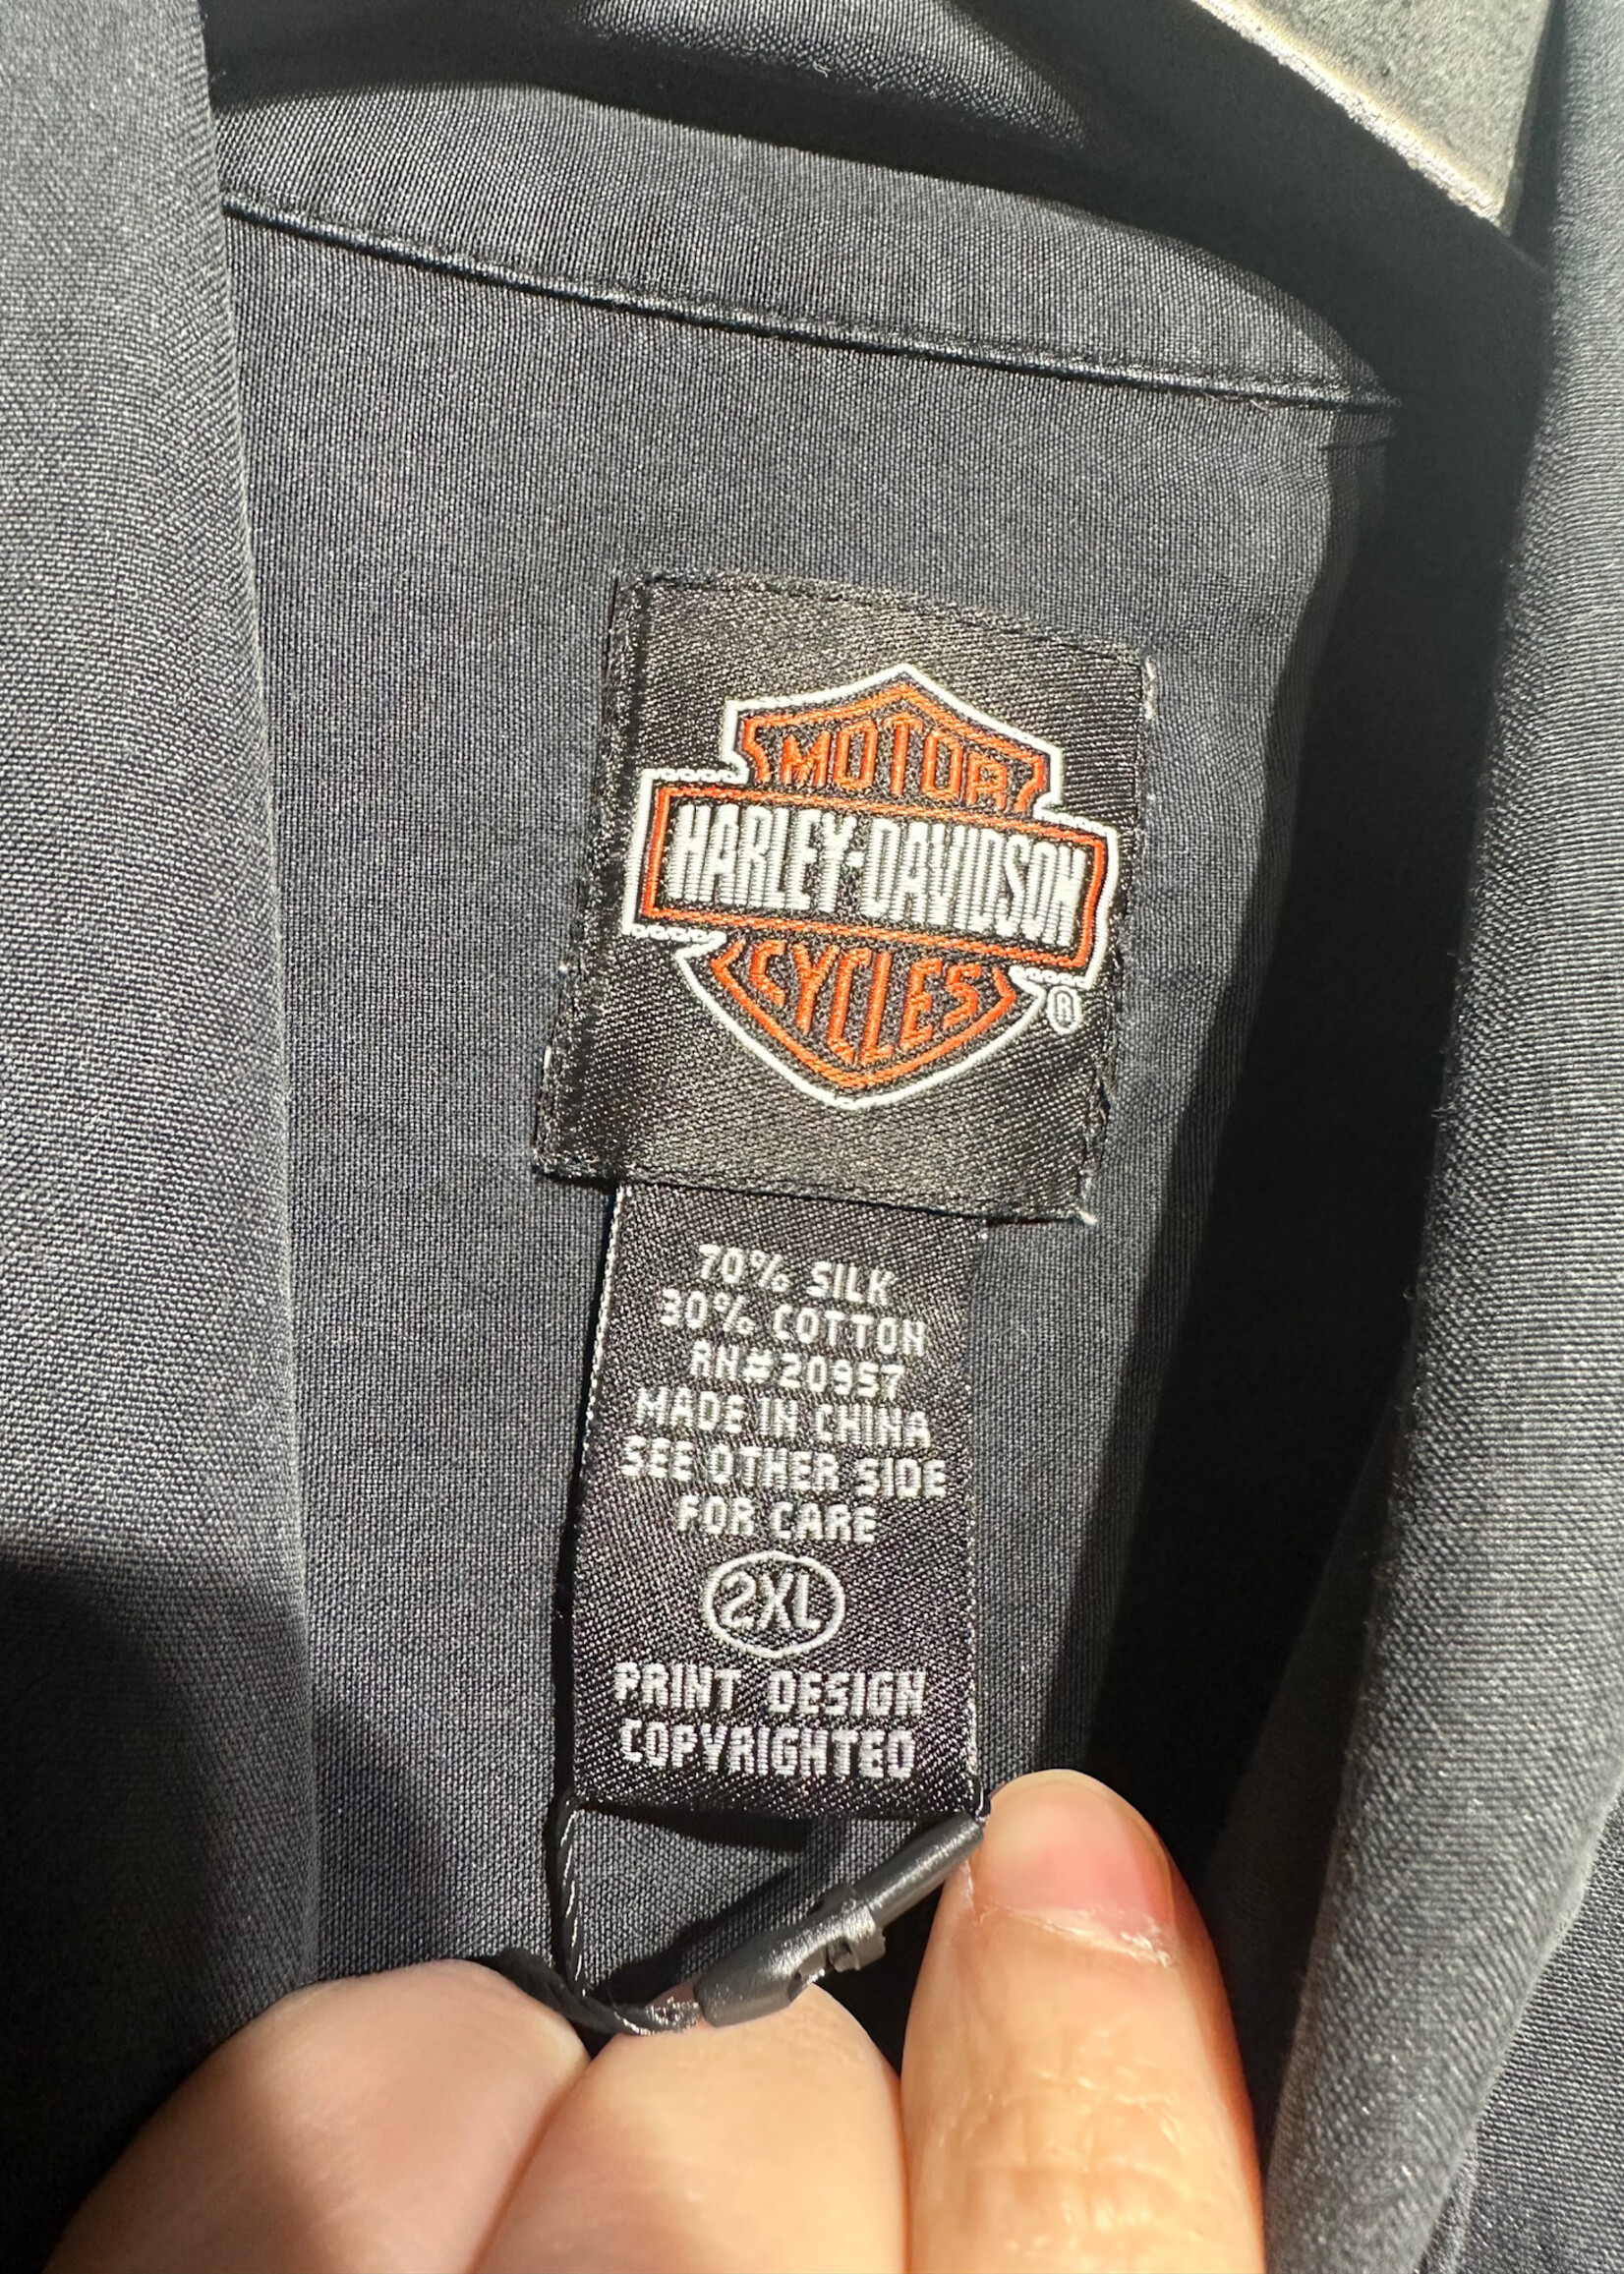 MOTOR
HARLEY-DAVIDSON
CYCLES
®
70% SILK
30% COTTON
RN#20957
MADE IN CHINA
SEE OTHER SIDE
FOR CARE
2XL
PRINT DESIGN
COPYRIGHTED